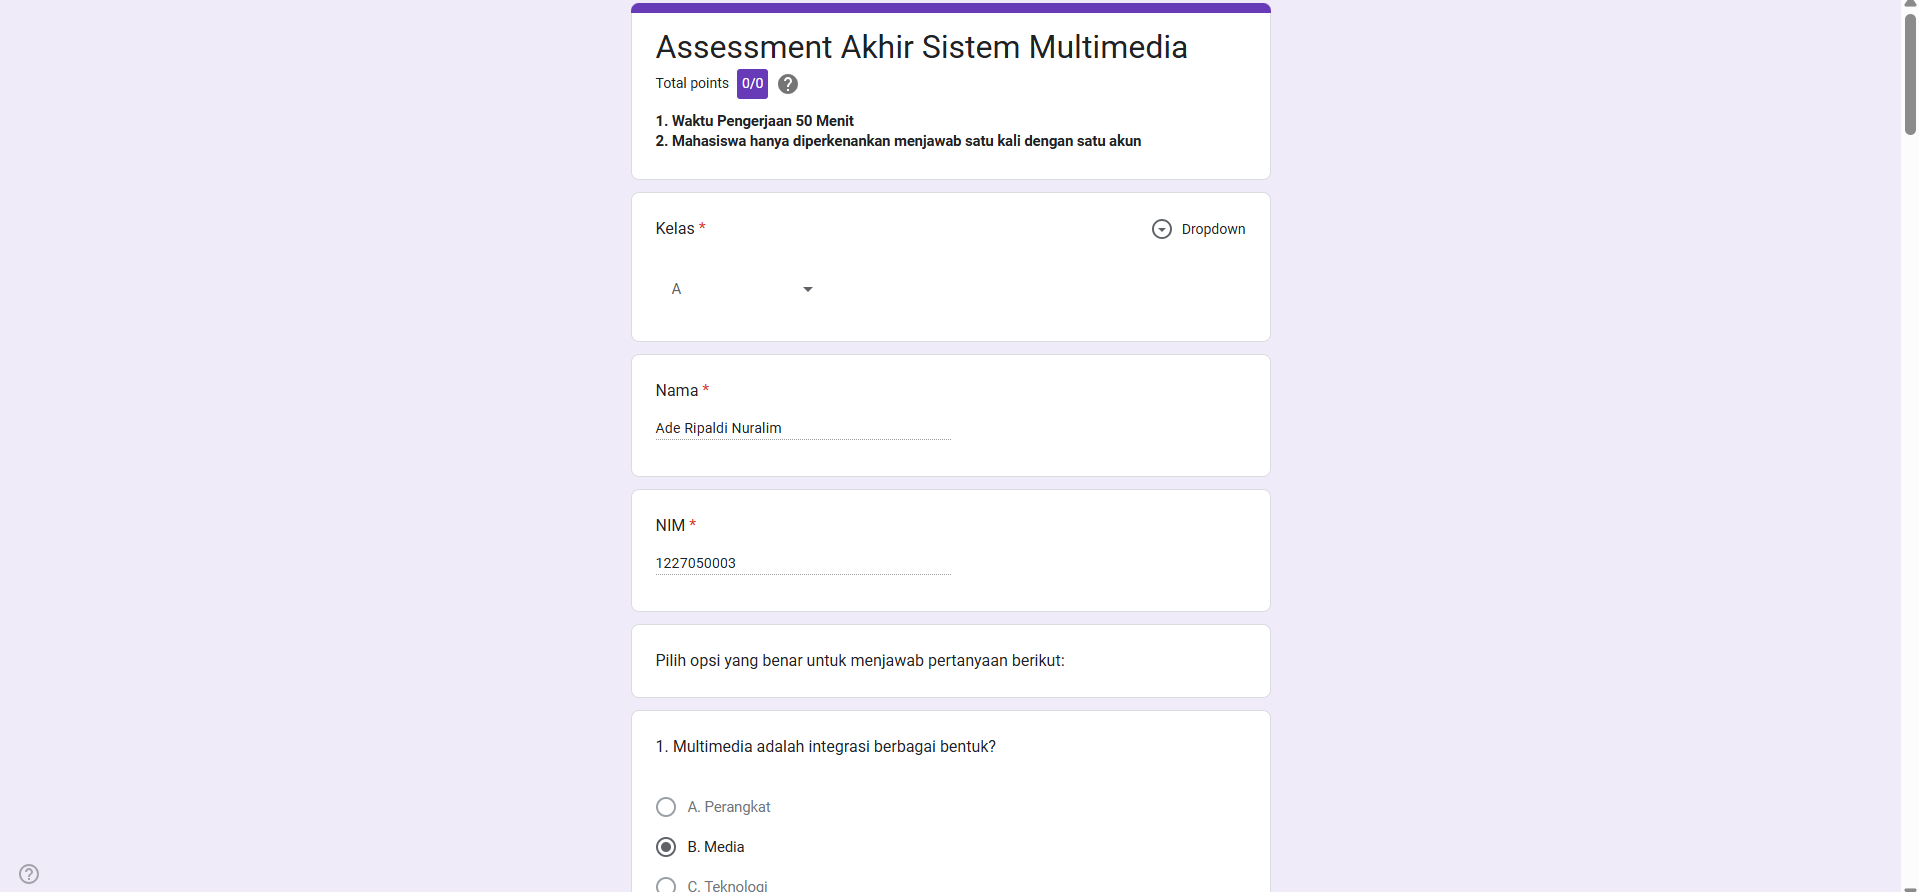 Assessment Akhir Sistem Multimedia
Total points 0/0
1. Waktu Pengerjaan 50 Menit
2. Mahasiswa hanya diperkenankan menjawab satu kali dengan satu akun
Kelas *
Dropdown
A
Nama *
Ade Ripaldi Nuralim
NIM *
1227050003
Pilih opsi yang benar untuk menjawab pertanyaan berikut:
1. Multimedia adalah integrasi berbagai bentuk?
A. Perangkat
B. Media
C. Teknologi